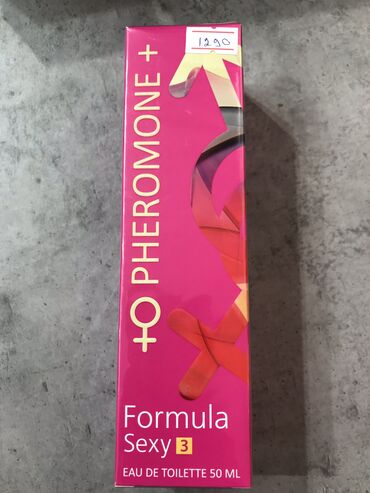 1290
♀ PHEROMONE +
Formula
Sexy 3
EAU DE TOILETTE 50 ML